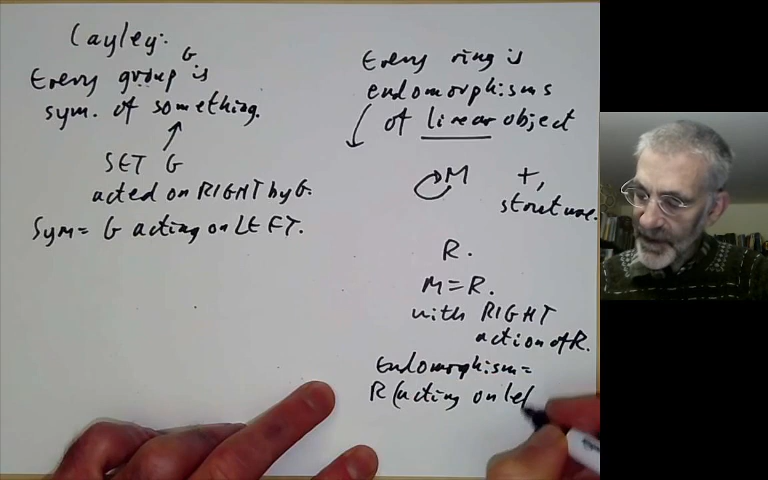 Cayley:
G
Every group is
sym. of something.
SET G
acted on RIGHT by G.
Sym = G acting on LEFT.
Every ring is
endomorphisms
of linear object
M +,
structure.
R.
M = R.
with RIGHT
action of R.
Endomorphism =
R (acting on lef